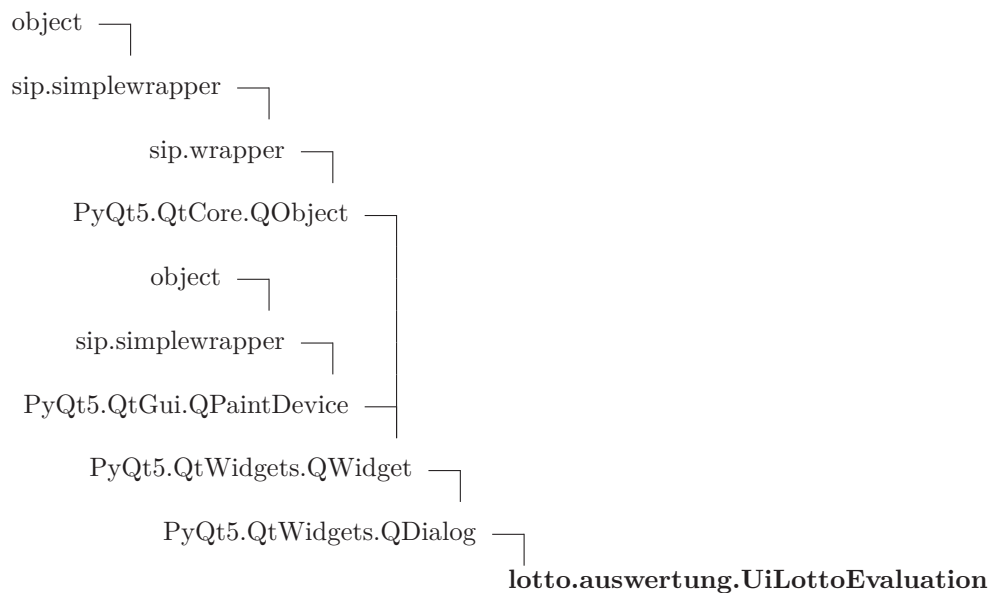 object
sip.simplewrapper
sip.wrapper
PyQt5.QtCore.QObject
object
sip.simplewrapper
PyQt5.QtGui.QPaintDevice
PyQt5.QtWidgets.QWidget
PyQt5.QtWidgets.QDialog
lotto.auswertung.UiLottoEvaluation